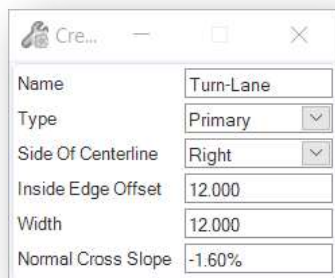 Cre...
Name Turn-Lane
Type Primary
Side Of Centerline Right
Inside Edge Offset 12.000
Width 12.000
Normal Cross Slope -1.60%